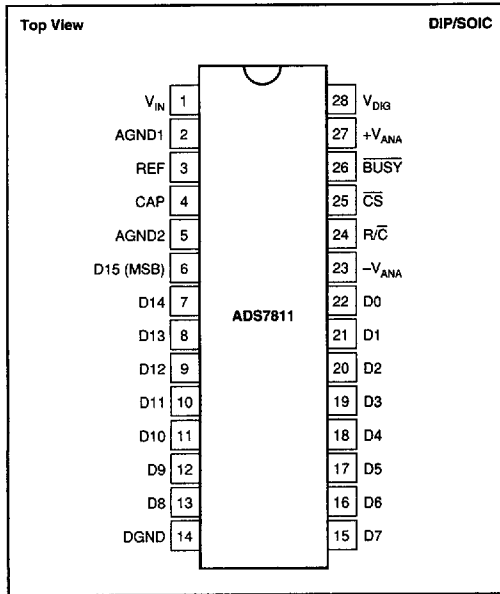 Top View
DIP/SOIC
V_IN 1
AGND1 2
REF 3
CAP 4
AGND2 5
D15 (MSB) 6
D14 7
D13 8
D12 9
D11 10
D10 11
D9 12
D8 13
DGND 14
ADS7811
28 V_DIG
27 +V_ANA
26 B̅U̅S̅Y̅
25 C̅S̅
24 R/C̅
23 –V_ANA
22 D0
21 D1
20 D2
19 D3
18 D4
17 D5
16 D6
15 D7